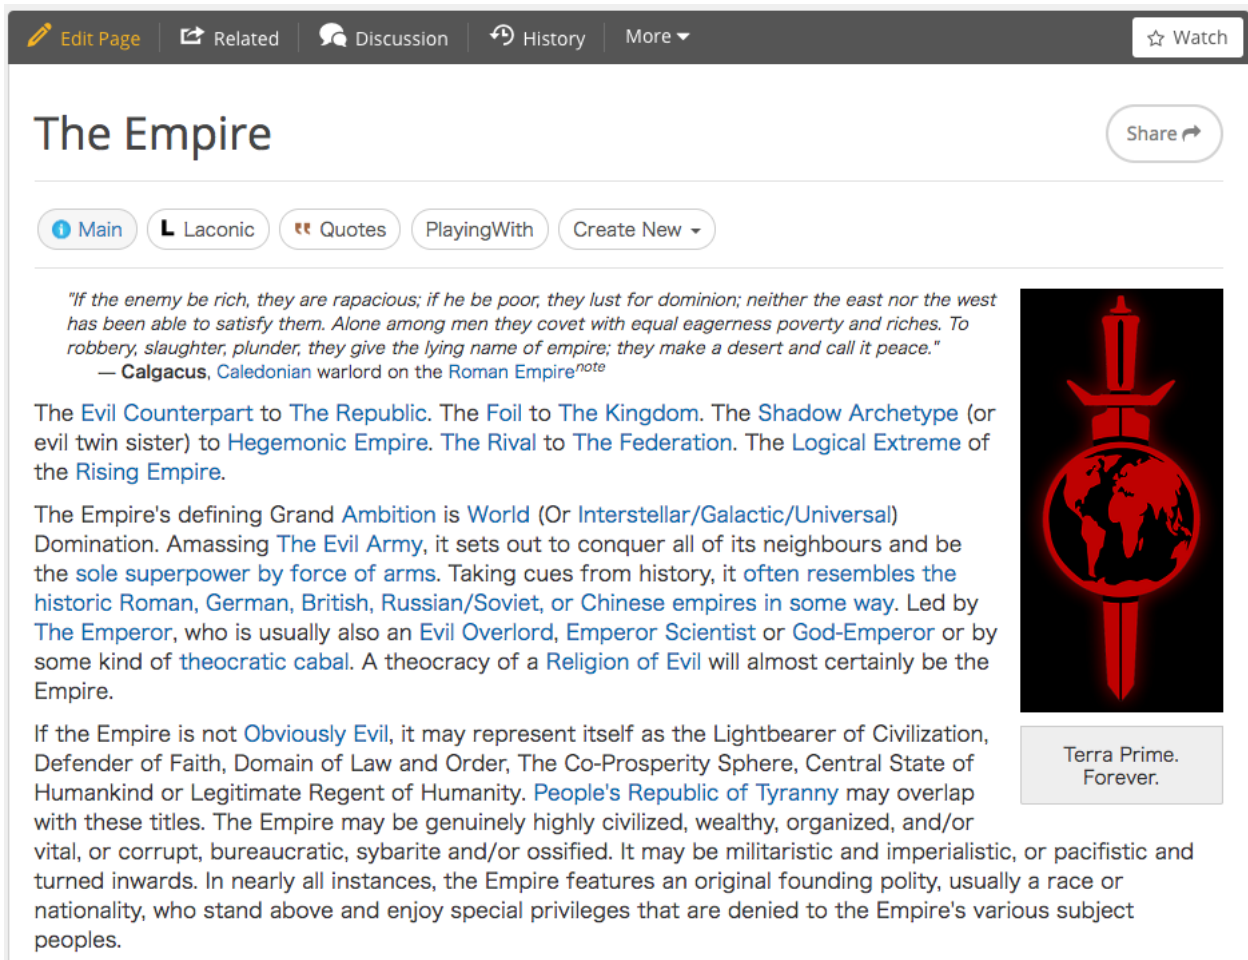 Edit Page
Related
Discussion
History
More
Watch
The Empire
Share
Main
L Laconic
Quotes
PlayingWith
Create New
"If the enemy be rich, they are rapacious; if he be poor, they lust for dominion; neither the east nor the west
has been able to satisfy them. Alone among men they covet with equal eagerness poverty and riches. To
robbery, slaughter, plunder, they give the lying name of empire; they make a desert and call it peace."
— Calgacus, Caledonian warlord on the Roman Empire note
The Evil Counterpart to The Republic. The Foil to The Kingdom. The Shadow Archetype (or
evil twin sister) to Hegemonic Empire. The Rival to The Federation. The Logical Extreme of
the Rising Empire.
The Empire's defining Grand Ambition is World (Or Interstellar/Galactic/Universal)
Domination. Amassing The Evil Army, it sets out to conquer all of its neighbours and be
the sole superpower by force of arms. Taking cues from history, it often resembles the
historic Roman, German, British, Russian/Soviet, or Chinese empires in some way. Led by
The Emperor, who is usually also an Evil Overlord, Emperor Scientist or God-Emperor or by
some kind of theocratic cabal. A theocracy of a Religion of Evil will almost certainly be the
Empire.
Terra Prime.
Forever.
If the Empire is not Obviously Evil, it may represent itself as the Lightbearer of Civilization,
Defender of Faith, Domain of Law and Order, The Co-Prosperity Sphere, Central State of
Humankind or Legitimate Regent of Humanity. People's Republic of Tyranny may overlap
with these titles. The Empire may be genuinely highly civilized, wealthy, organized, and/or
vital, or corrupt, bureaucratic, sybarite and/or ossified. It may be militaristic and imperialistic, or pacifistic and
turned inwards. In nearly all instances, the Empire features an original founding polity, usually a race or
nationality, who stand above and enjoy special privileges that are denied to the Empire's various subject
peoples.